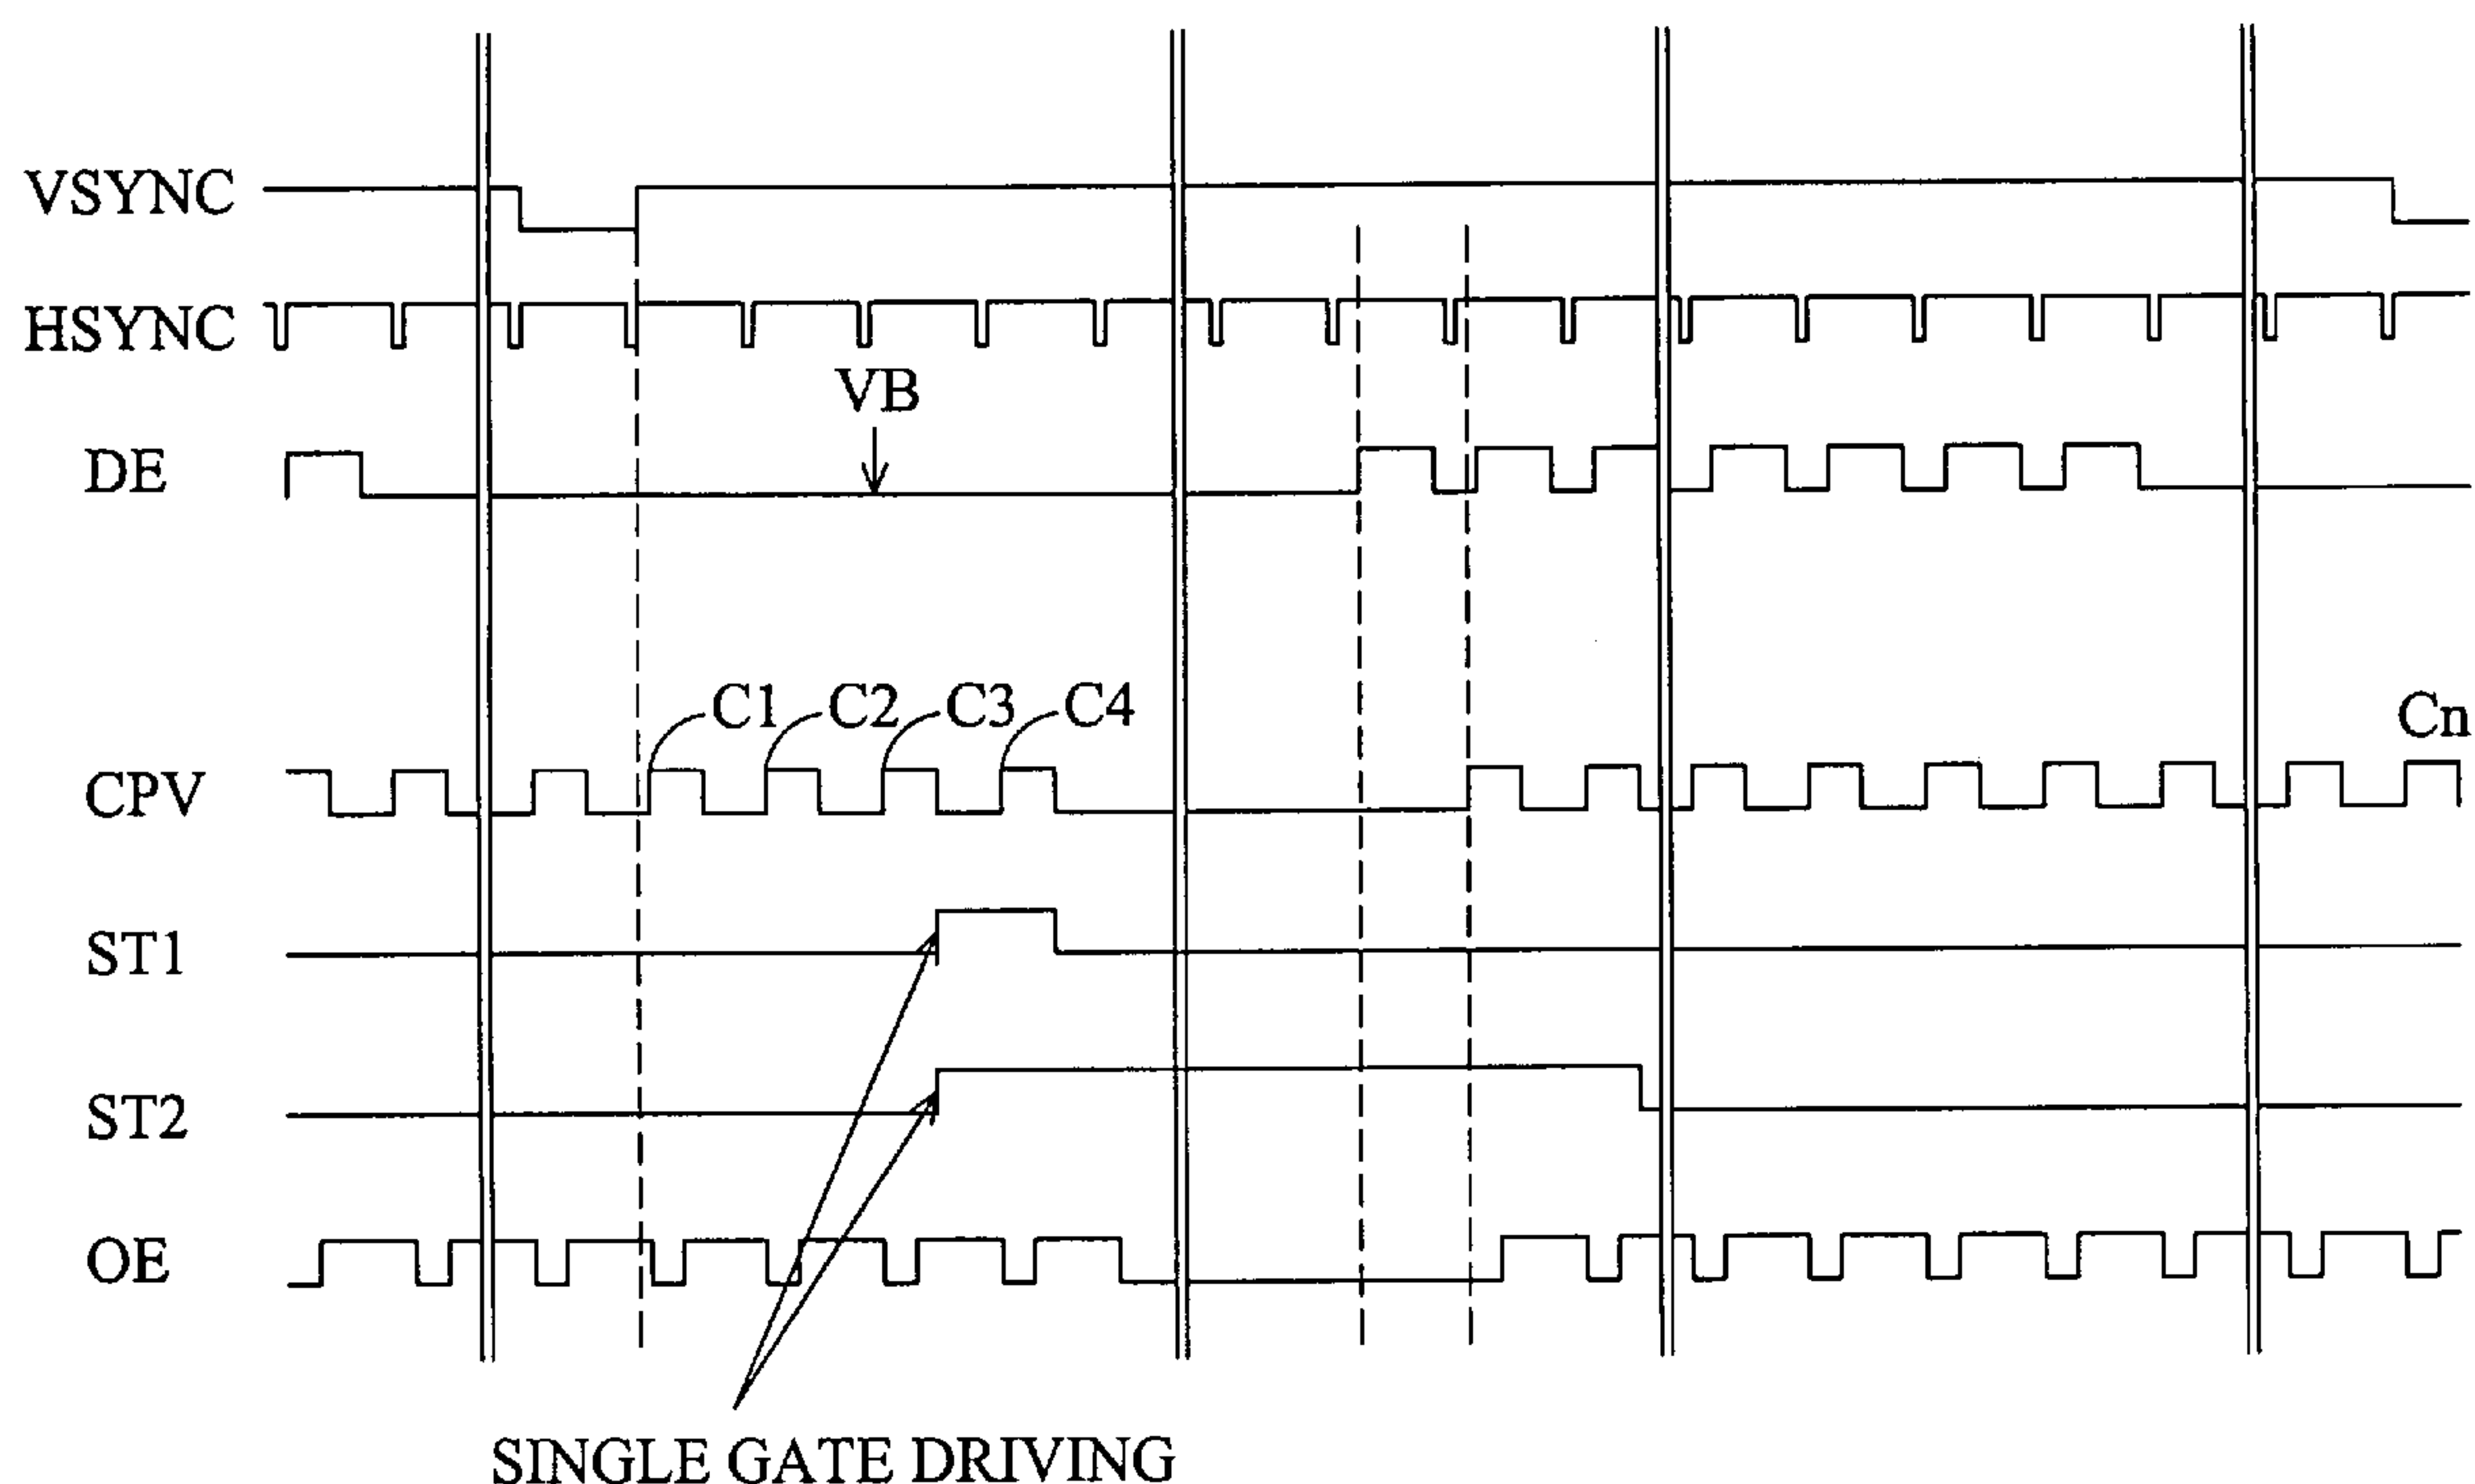 VSYNC
HSYNC
VB
DE
C1 C2 C3 C4 Cn
CPV
ST1
ST2
OE
SINGLE GATE DRIVING